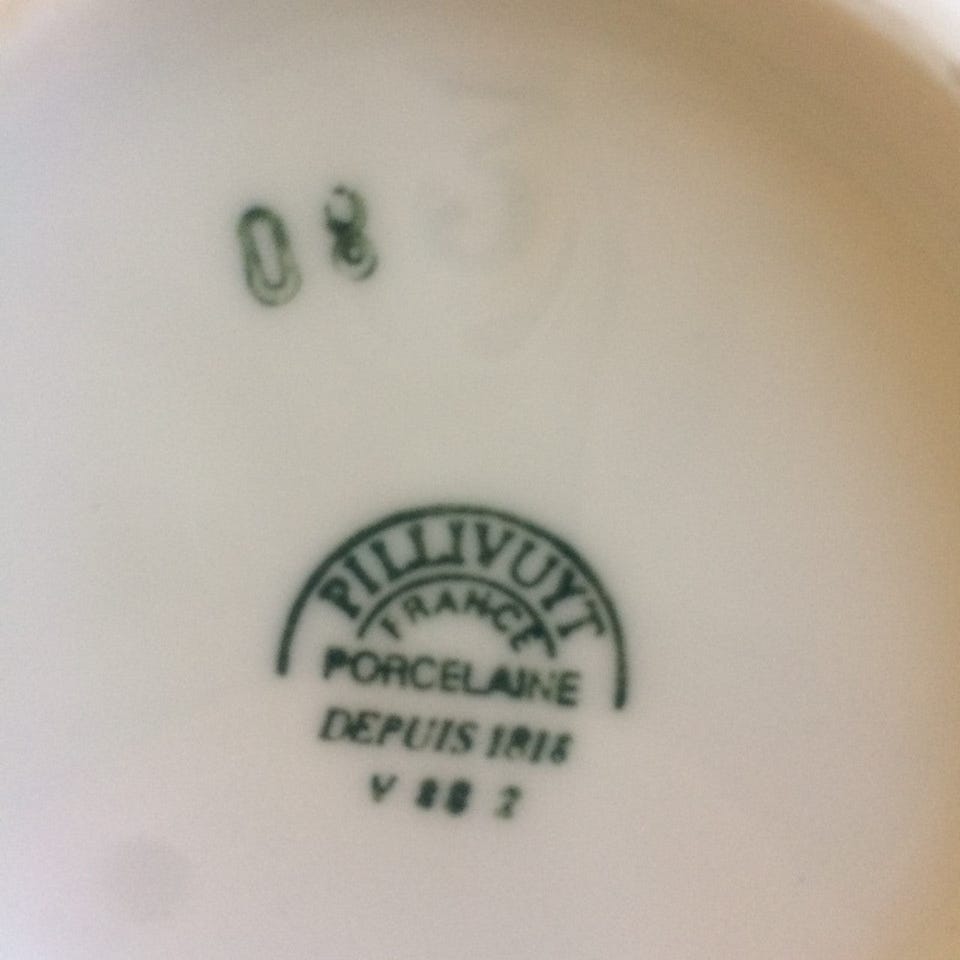 08
PILLIVUYT
FRANCE
PORCELAINE
DEPUIS 1818
V 88 2